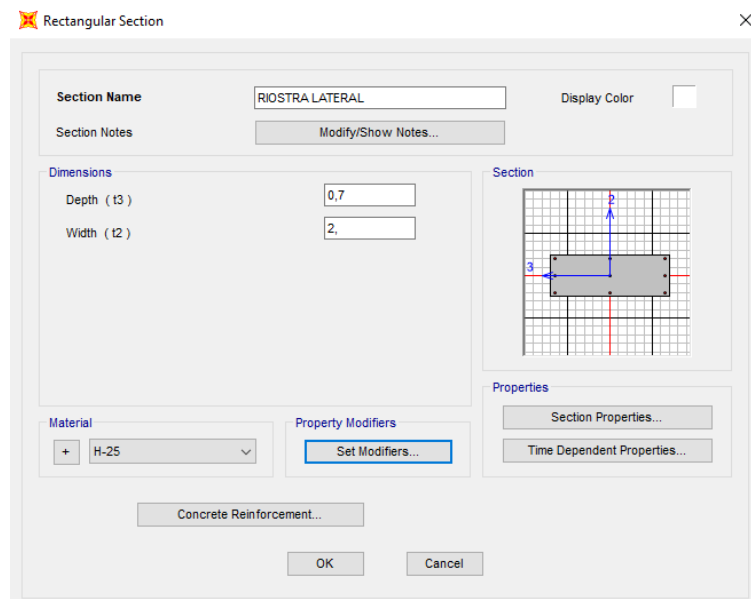 Rectangular Section
Section Name
RIOSTRA LATERAL
Display Color
Section Notes
Modify/Show Notes...
Dimensions
Depth ( t3 )
0,7
Width ( t2 )
2,
Section
2
3
Properties
Section Properties...
Time Dependent Properties...
Material
+
H-25
Property Modifiers
Set Modifiers...
Concrete Reinforcement...
OK
Cancel